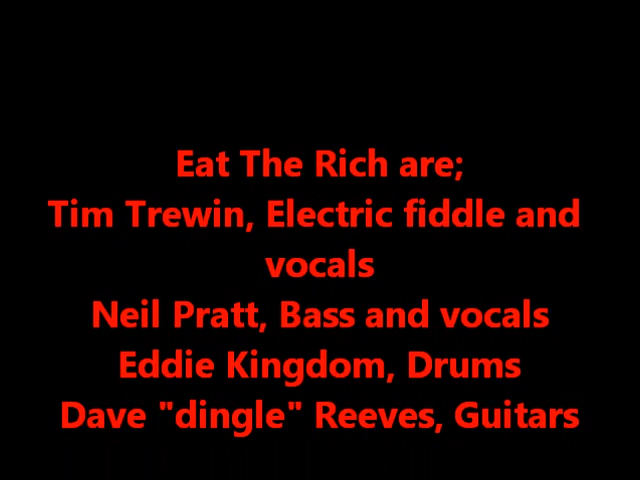 Eat The Rich are;
Tim Trewin, Electric fiddle and
vocals
Neil Pratt, Bass and vocals
Eddie Kingdom, Drums
Dave "dingle" Reeves, Guitars